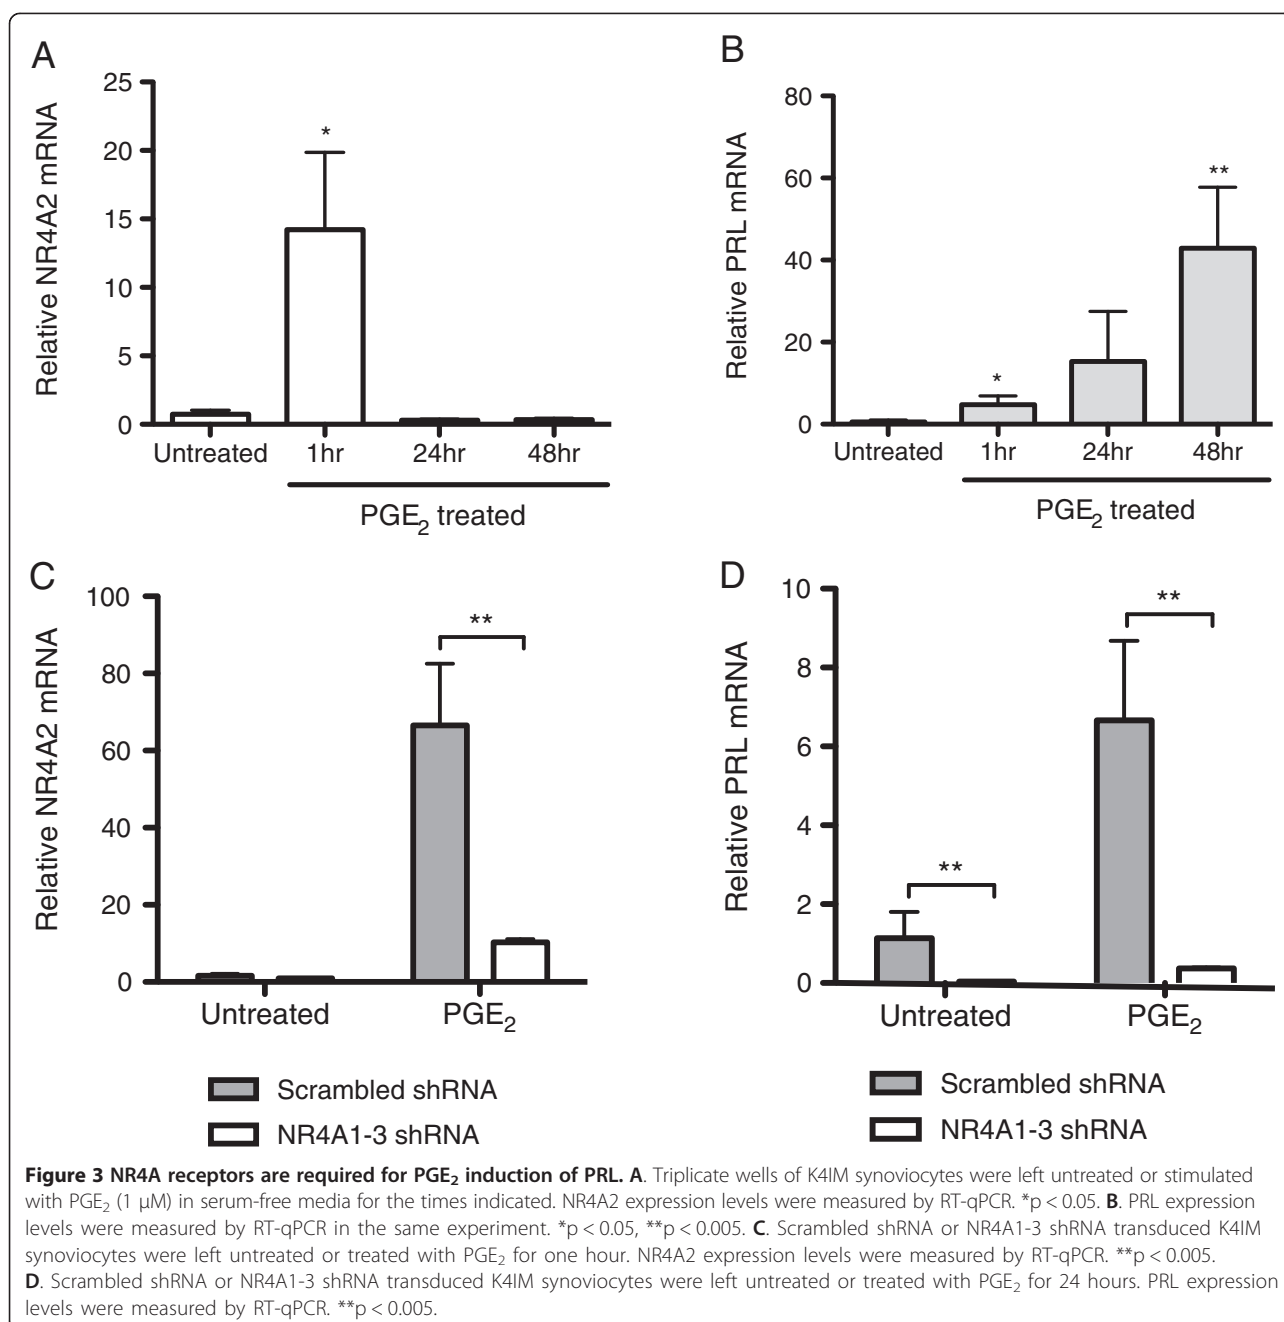 A
Relative NR4A2 mRNA
25
20
15
10
5
0
*
Untreated 1hr 24hr 48hr
PGE₂ treated
B
Relative PRL mRNA
80
60
40
20
0
*
**
Untreated 1hr 24hr 48hr
PGE₂ treated
C
Relative NR4A2 mRNA
100
80
60
40
20
0
**
Untreated PGE₂
Scrambled shRNA
NR4A1-3 shRNA
D
Relative PRL mRNA
10
8
6
4
2
0
**
**
Untreated PGE₂
Scrambled shRNA
NR4A1-3 shRNA
Figure 3 NR4A receptors are required for PGE₂ induction of PRL. A. Triplicate wells of K4IM synoviocytes were left untreated or stimulated
with PGE₂ (1 μM) in serum-free media for the times indicated. NR4A2 expression levels were measured by RT-qPCR. *p < 0.05. B. PRL expression
levels were measured by RT-qPCR in the same experiment. *p < 0.05, **p < 0.005. C. Scrambled shRNA or NR4A1-3 shRNA transduced K4IM
synoviocytes were left untreated or treated with PGE₂ for one hour. NR4A2 expression levels were measured by RT-qPCR. **p < 0.005.
D. Scrambled shRNA or NR4A1-3 shRNA transduced K4IM synoviocytes were left untreated or treated with PGE₂ for 24 hours. PRL expression
levels were measured by RT-qPCR. **p < 0.005.